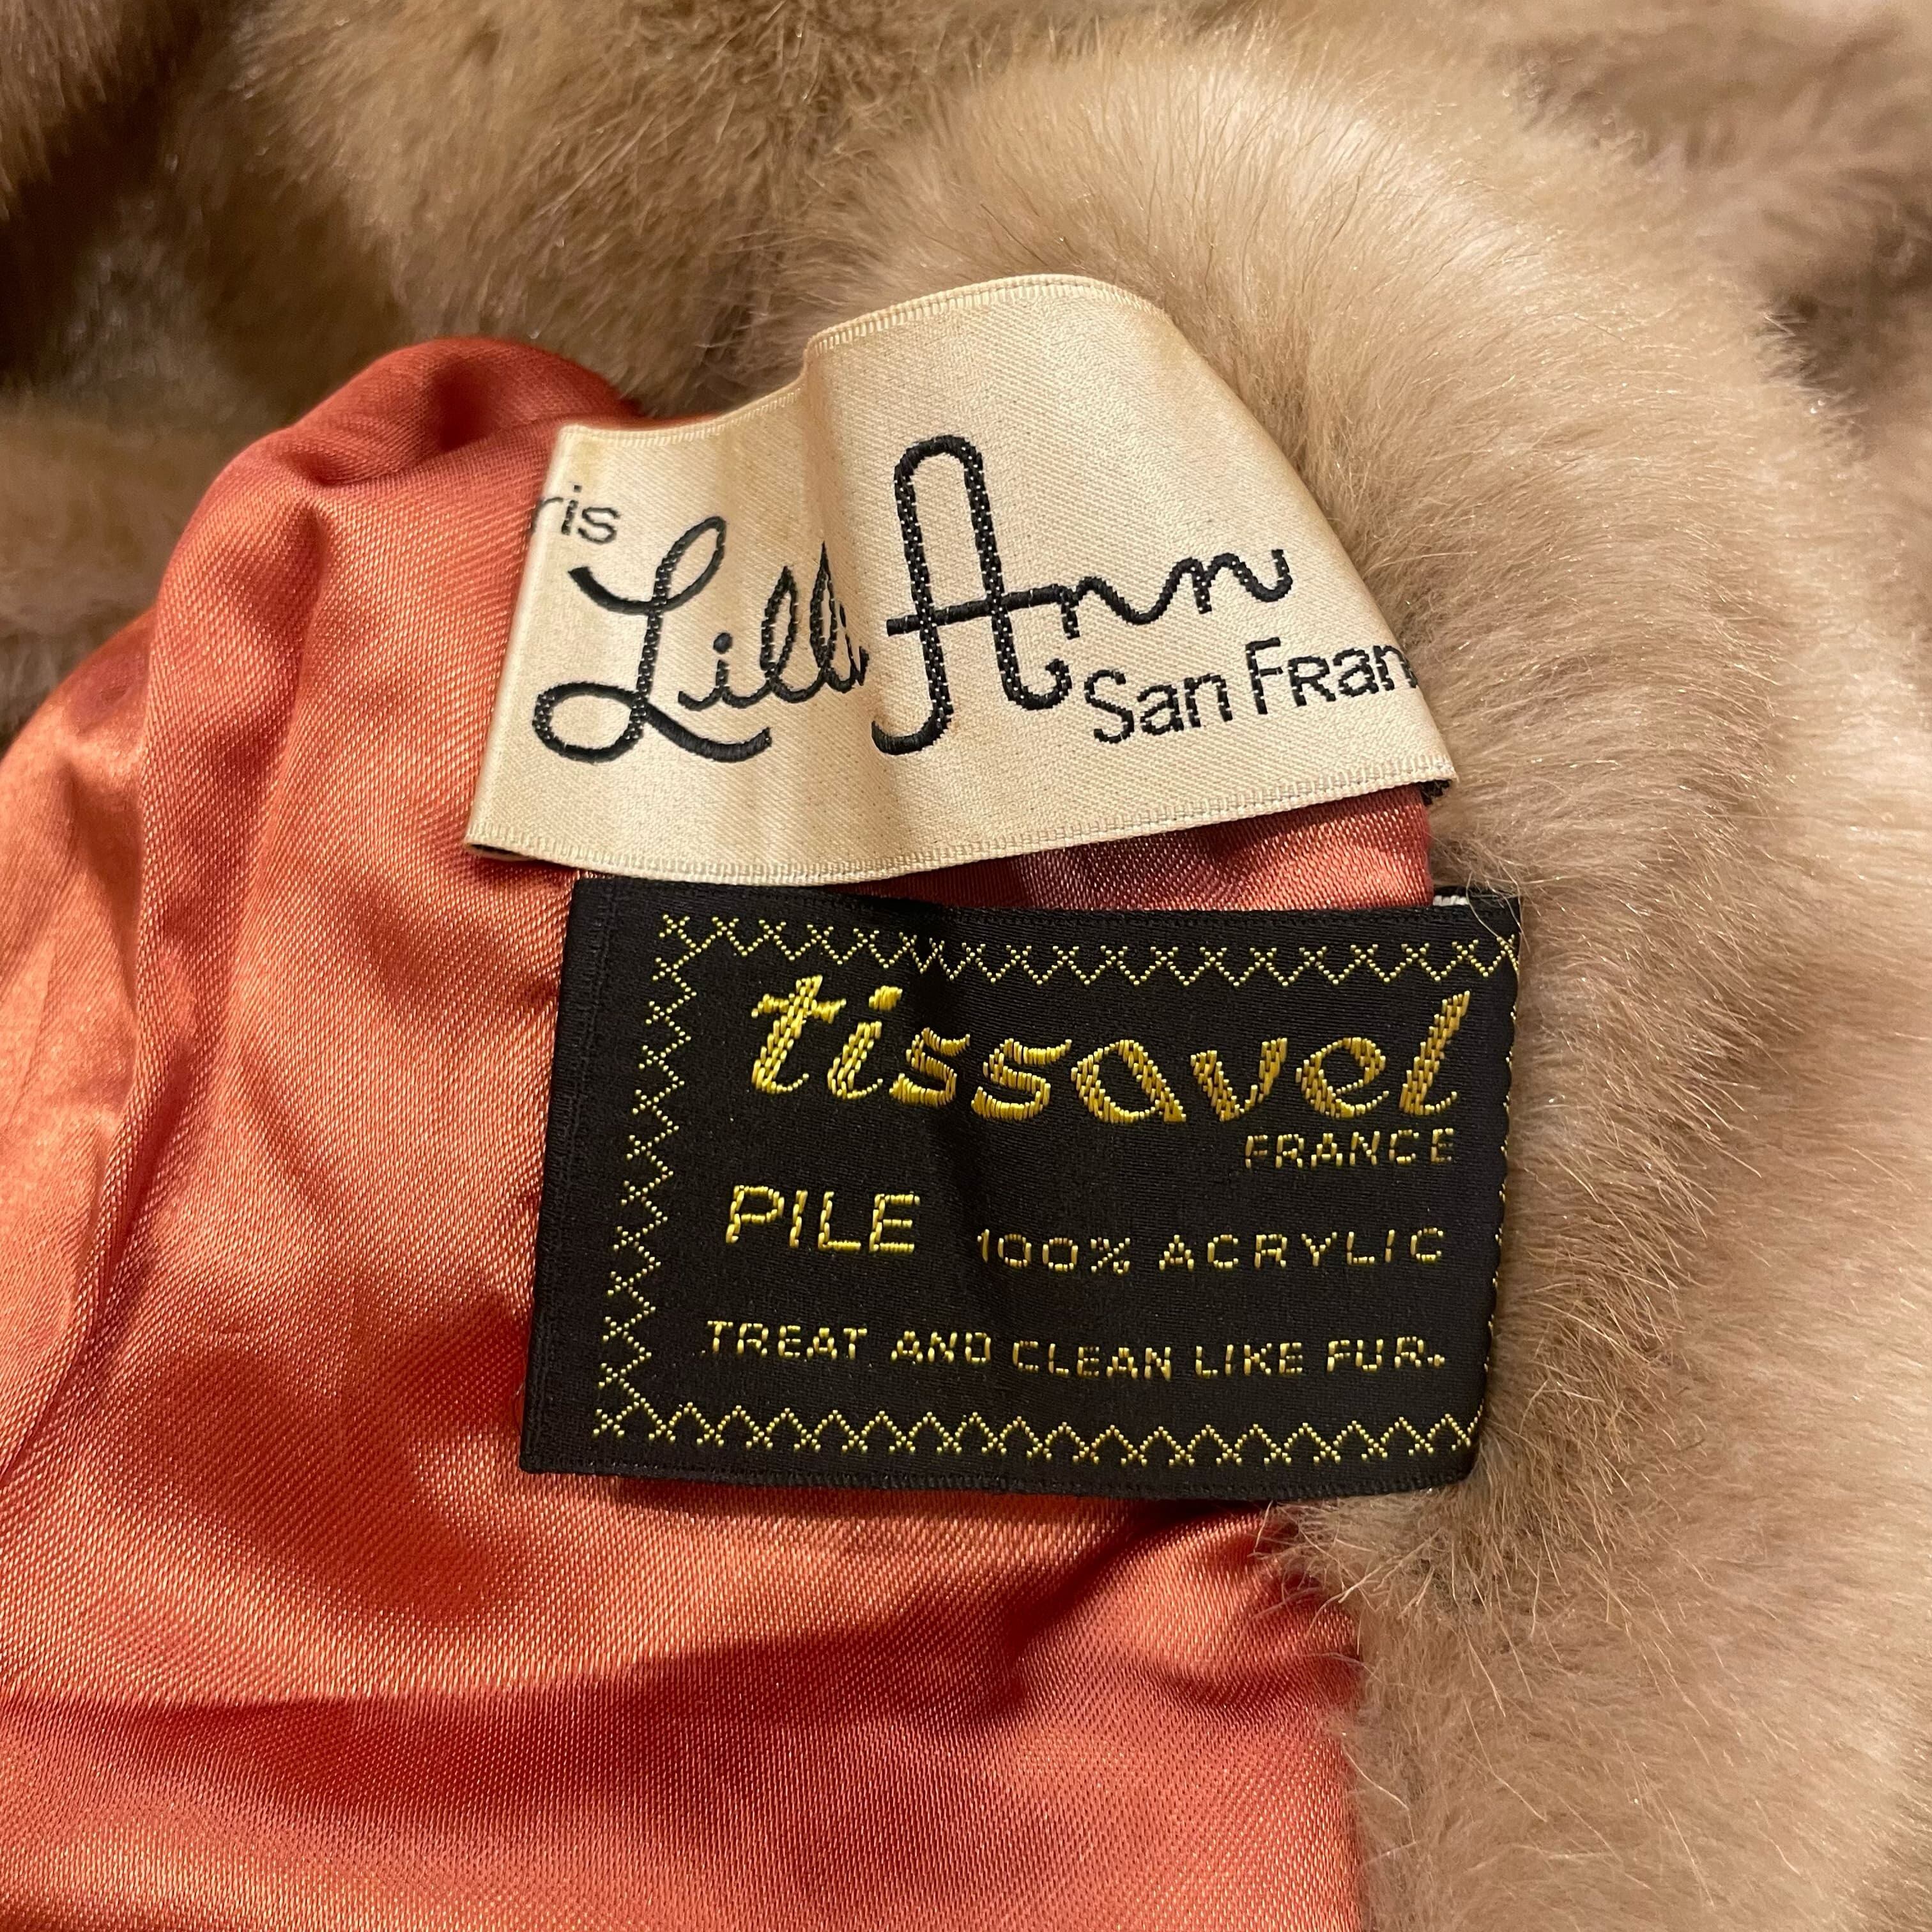 ris
Lilli Ann
San Fran
tissavel
FRANCE
PILE 100% ACRYLIC
TREAT AND CLEAN LIKE FUR.